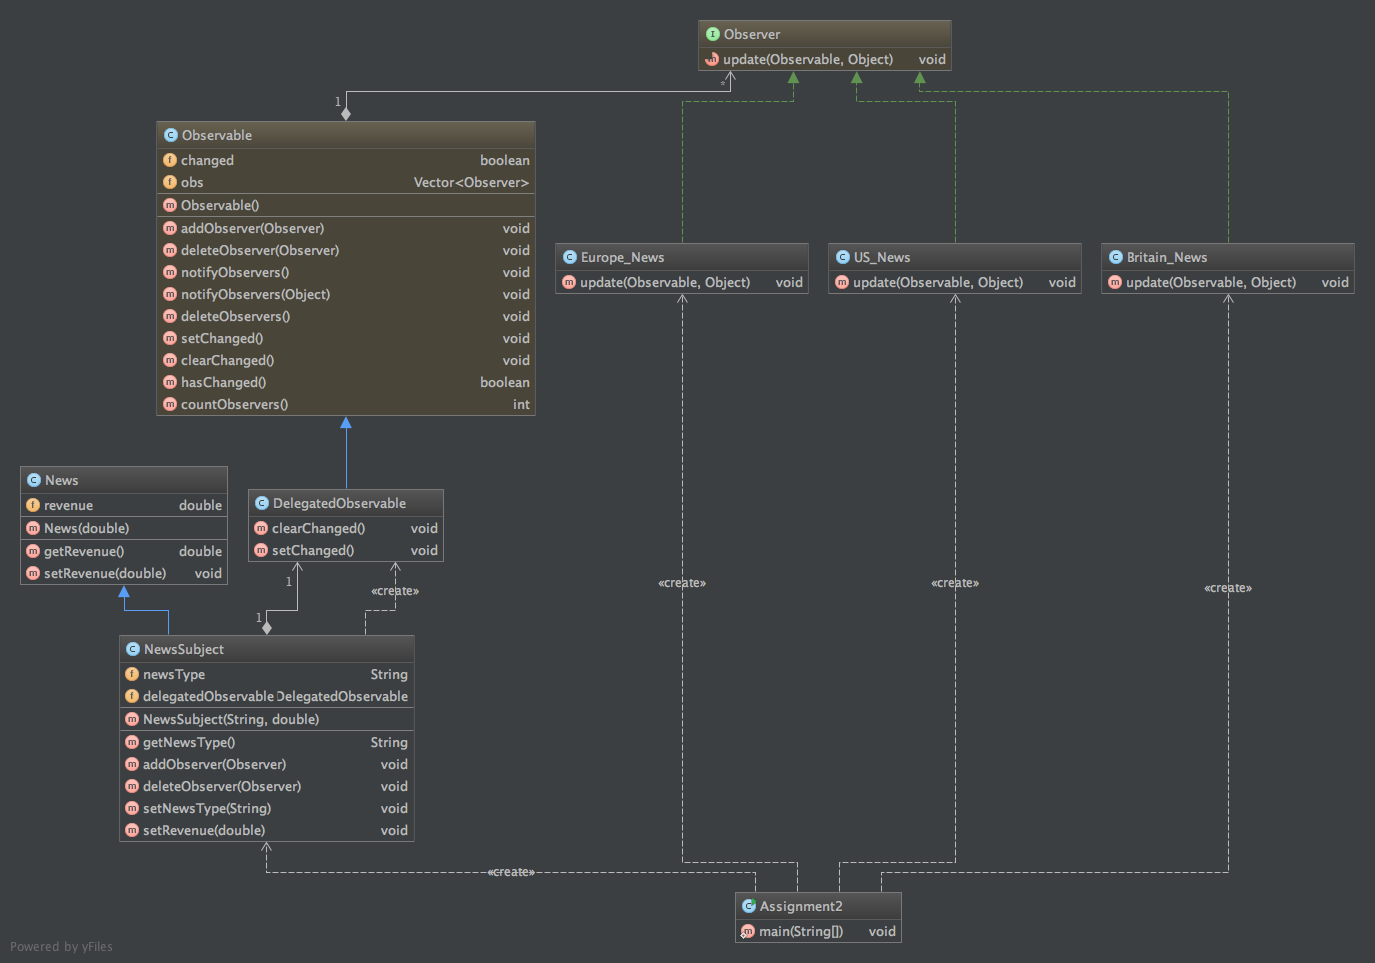 Observer
update(Observable, Object) void
*
1
Observable
changed boolean
obs Vector<Observer>
Observable()
addObserver(Observer) void
deleteObserver(Observer) void
notifyObservers() void
notifyObservers(Object) void
deleteObservers() void
setChanged() void
clearChanged() void
hasChanged() boolean
countObservers() int
Europe_News
update(Observable, Object) void
US_News
update(Observable, Object) void
Britain_News
update(Observable, Object) void
News
revenue double
News(double)
getRevenue() double
setRevenue(double) void
DelegatedObservable
clearChanged() void
setChanged() void
1
«create»
1
«create»
«create»
«create»
NewsSubject
newsType String
delegatedObservable DelegatedObservable
NewsSubject(String, double)
getNewsType() String
addObserver(Observer) void
deleteObserver(Observer) void
setNewsType(String) void
setRevenue(double) void
«create»
Assignment2
main(String[]) void
Powered by yFiles